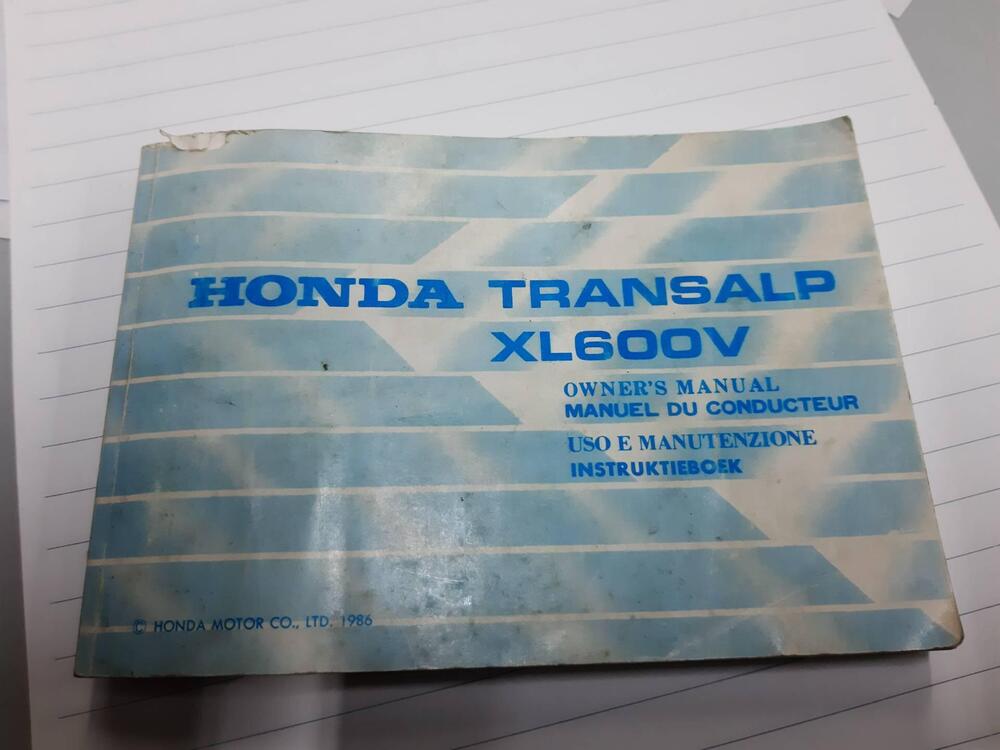 HONDA TRANSALP
XL600V
OWNER'S MANUAL
MANUEL DU CONDUCTEUR
USO E MANUTENZIONE
INSTRUKTIEBOEK
© HONDA MOTOR CO., LTD. 1986